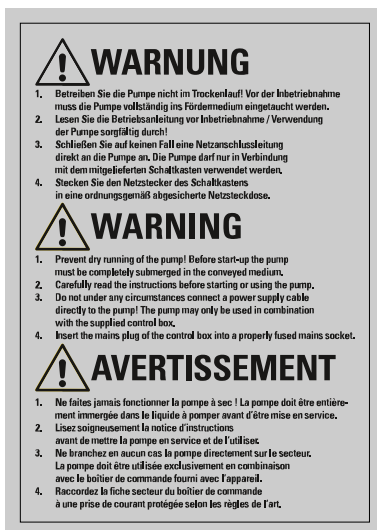 WARNUNG
1. Betreiben Sie die Pumpe nicht im Trockenlauf! Vor der Inbetriebnahme
muss die Pumpe vollständig ins Fördermedium eingetaucht werden.
2. Lesen Sie die Betriebsanleitung vor Inbetriebnahme / Verwendung
der Pumpe sorgfältig durch!
3. Schließen Sie auf keinen Fall eine Netzanschlussleitung
direkt an die Pumpe an. Die Pumpe darf nur in Verbindung
mit dem mitgelieferten Schaltkasten verwendet werden.
4. Stecken Sie den Netzstecker des Schaltkastens
in eine ordnungsgemäß abgesicherte Netzsteckdose.
WARNING
1. Prevent dry running of the pump! Before start-up the pump
must be completely submerged in the conveyed medium.
2. Carefully read the instructions before starting or using the pump.
3. Do not under any circumstances connect a power supply cable
directly to the pump! The pump may only be used in combination
with the supplied control box.
4. Insert the mains plug of the control box into a properly fused mains socket.
AVERTISSEMENT
1. Ne faites jamais fonctionner la pompe à sec ! La pompe doit être entière-
ment immergée dans le liquide à pomper avant d'être mise en service.
2. Lisez soigneusement la notice d'instructions
avant de mettre la pompe en service et de l'utiliser.
3. Ne branchez en aucun cas la pompe directement sur le secteur.
La pompe doit être utilisée exclusivement en combinaison
avec le boîtier de commande fourni avec l'appareil.
4. Raccordez la fiche secteur du boîtier de commande
à une prise de courant protégée selon les règles de l'art.